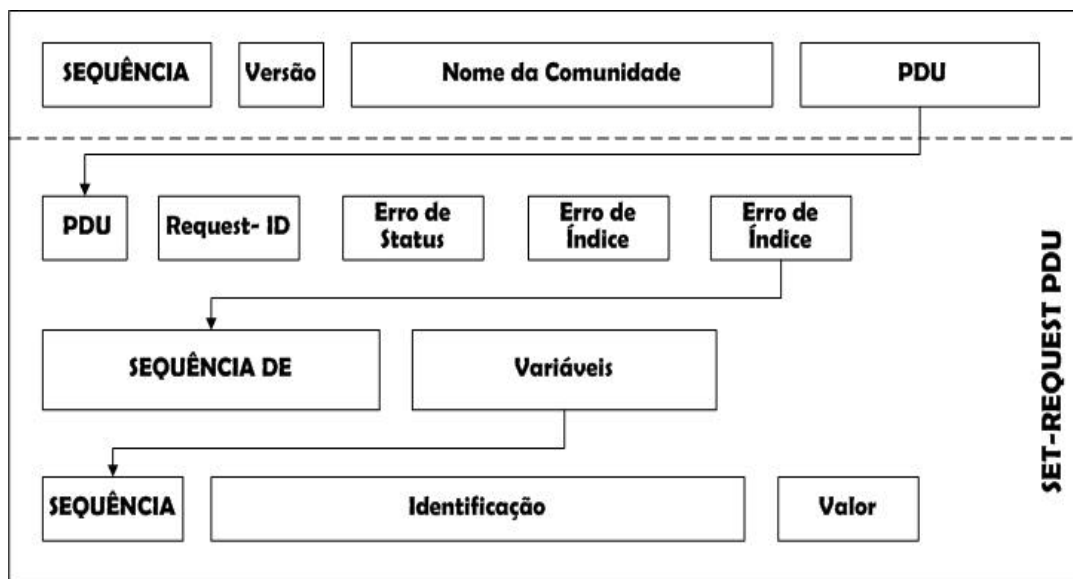 SEQUÊNCIA
Versão
Nome da Comunidade
PDU
PDU
Request- ID
Erro de
Status
Erro de
Índice
Erro de
Índice
SEQUÊNCIA DE
Variáveis
SEQUÊNCIA
Identificação
Valor
SET-REQUEST PDU